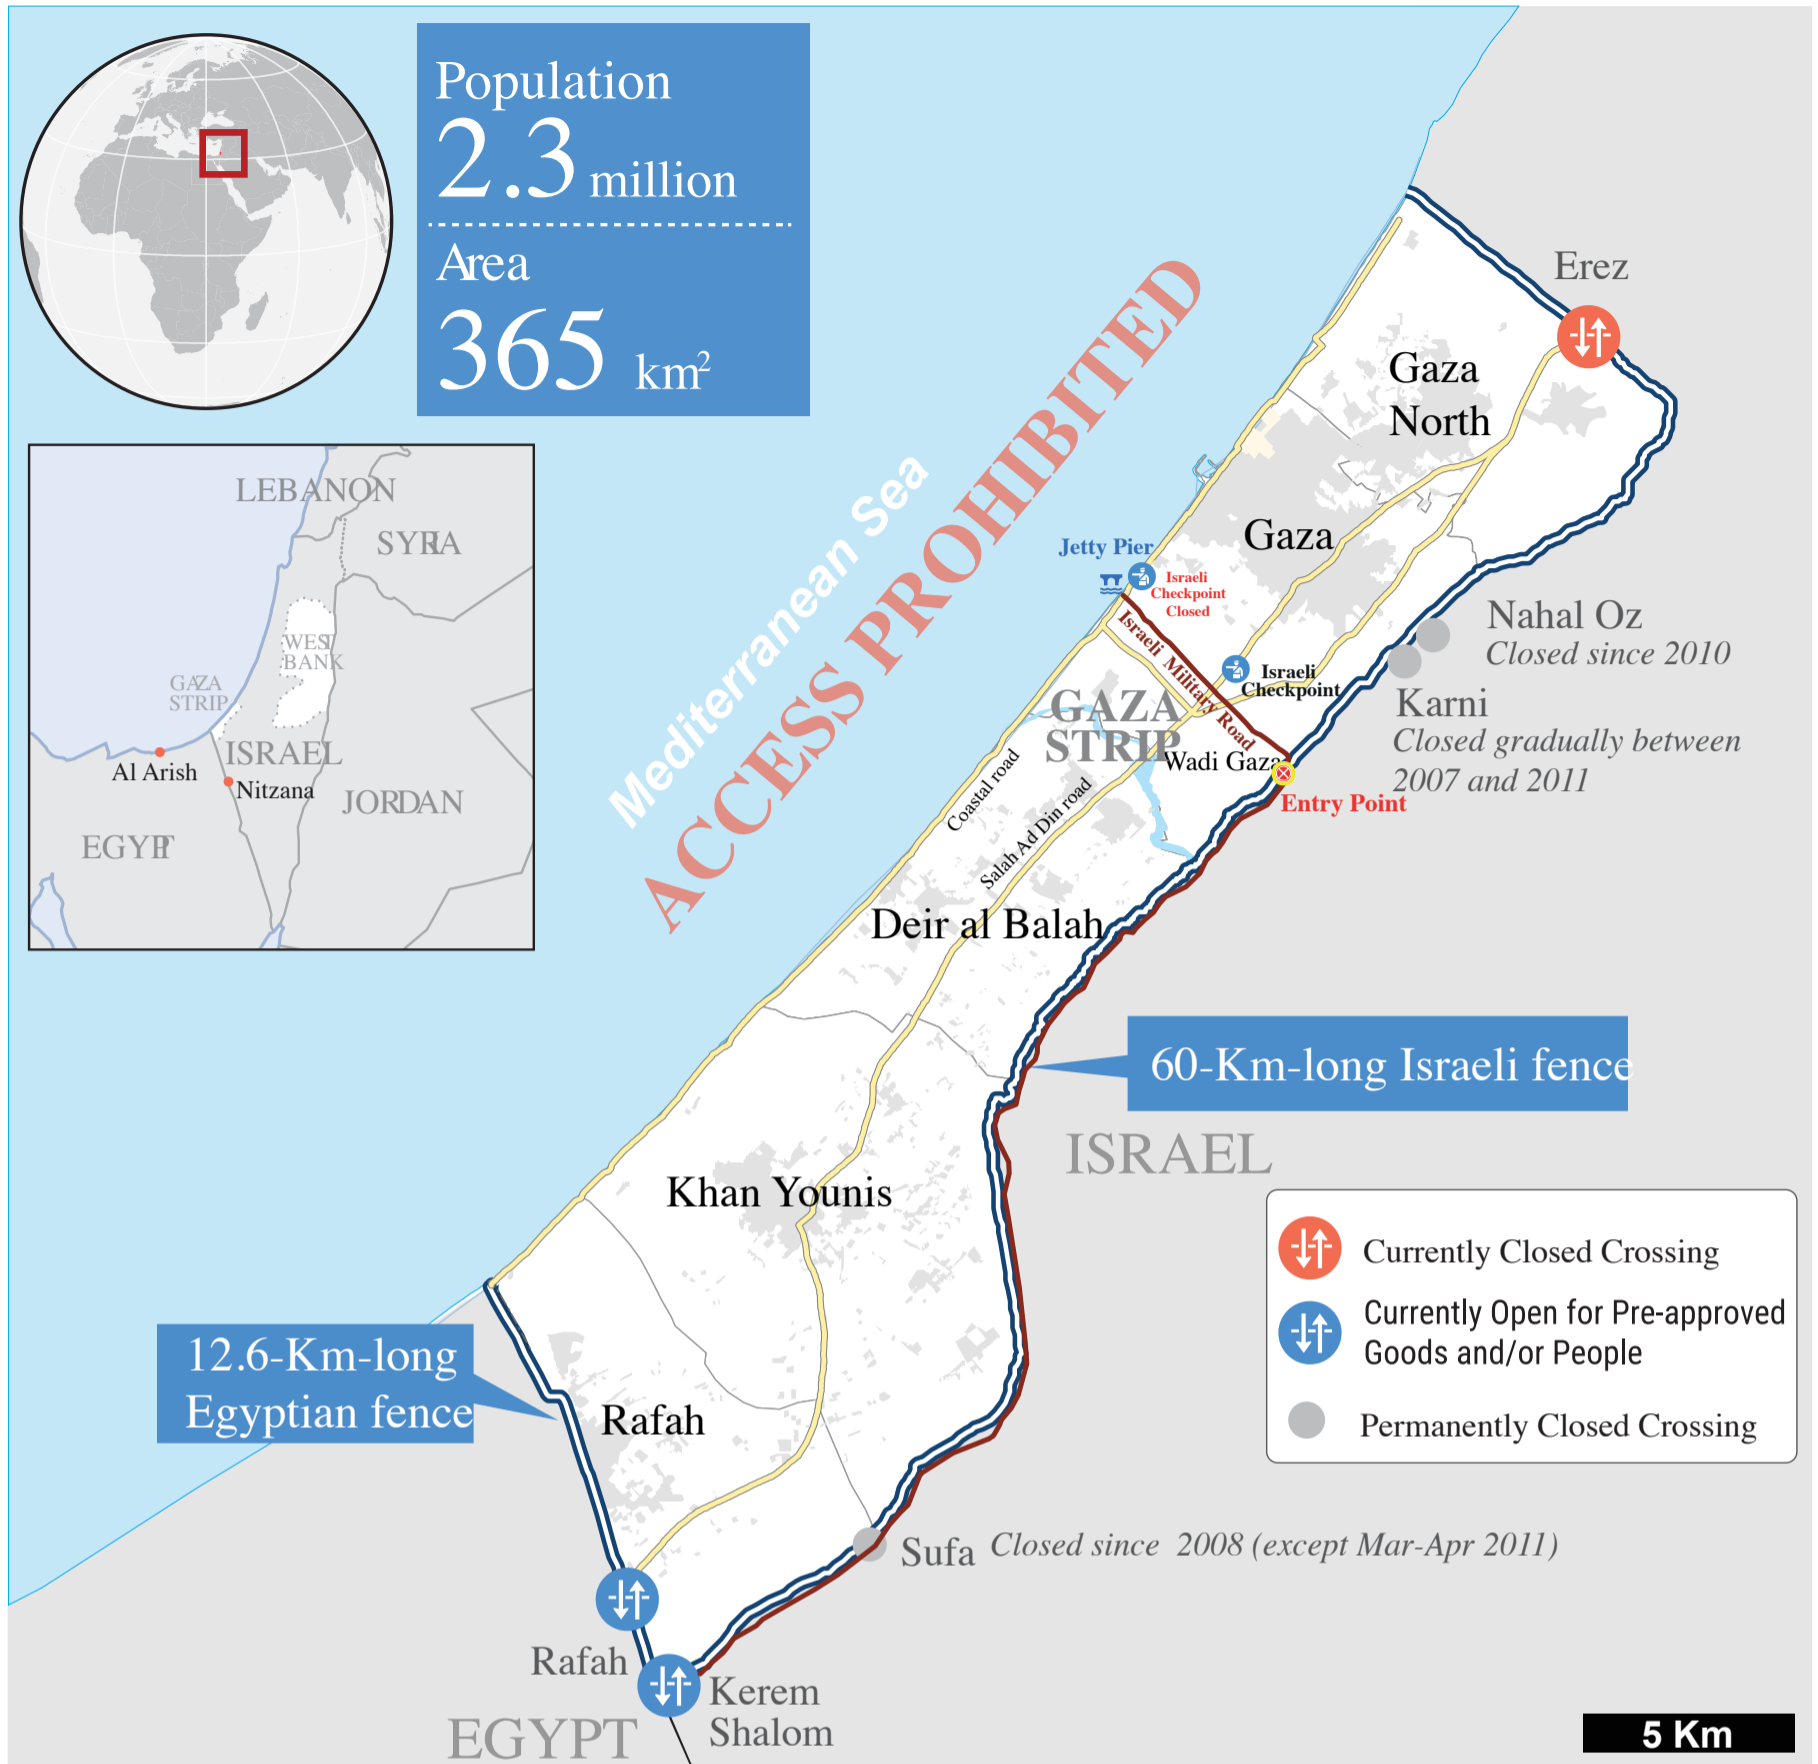 Population
2.3 million
Area
365 km²
LEBANON
SYRIA
WEST
BANK
GAZA
STRIP
ISRAEL
Al Arish
Nitzana
JORDAN
EGYPT
Mediterranean Sea
ACCESS PROHIBITED
Erez
Gaza
North
Gaza
Jetty Pier
Israeli
Checkpoint
Closed
Israeli Military Road
Israeli
Checkpoint
Nahal Oz
Closed since 2010
Karni
Closed gradually between
2007 and 2011
GAZA
STRIP
Wadi Gaza
Entry Point
Coastal road
Salah Ad Din road
Deir al Balah
60-Km-long Israeli fence
ISRAEL
Khan Younis
12.6-Km-long
Egyptian fence
Rafah
Currently Closed Crossing
Currently Open for Pre-approved
Goods and/or People
Permanently Closed Crossing
Sufa Closed since 2008 (except Mar-Apr 2011)
Rafah
Kerem
Shalom
EGYPT
5 Km